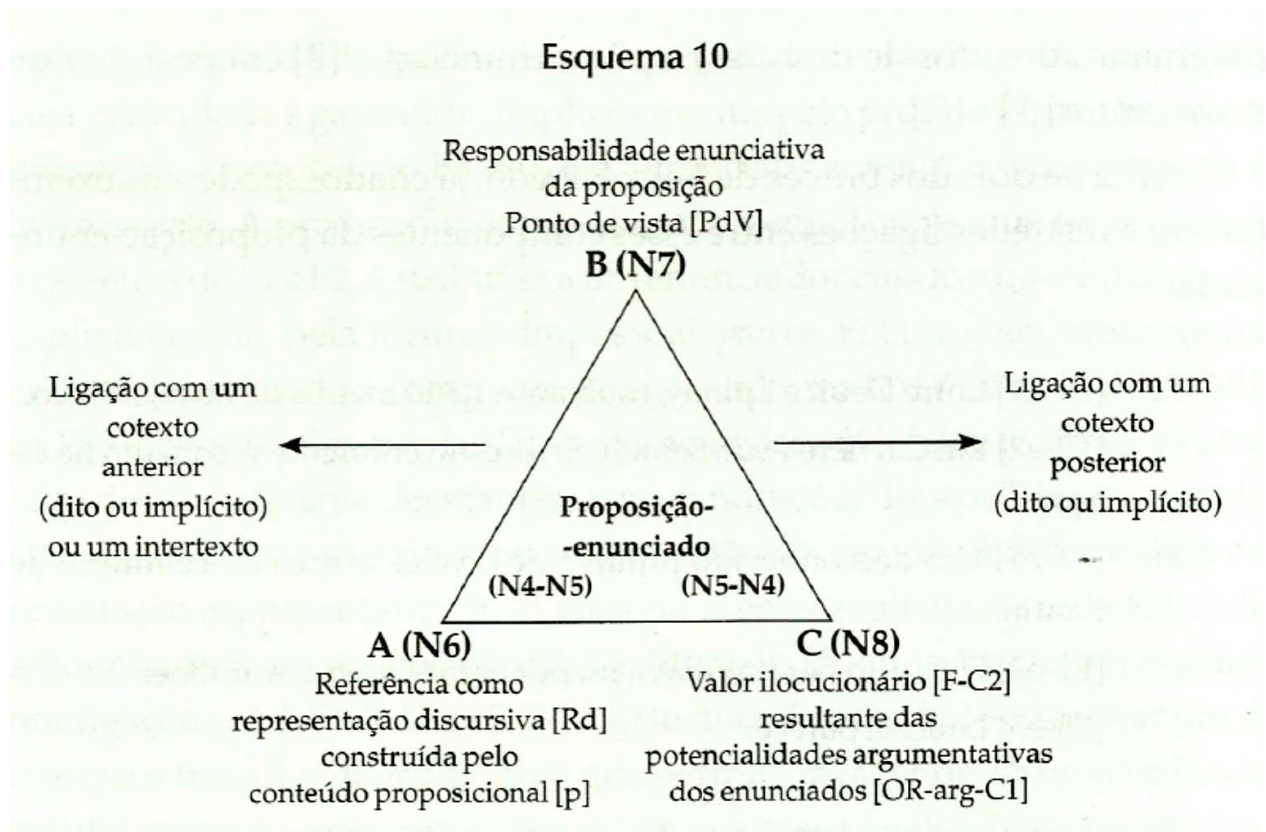 Esquema 10
Responsabilidade enunciativa
da proposição
Ponto de vista [PdV]
B (N7)
Ligação com um
cotexto
anterior
(dito ou implícito)
ou um intertexto
Ligação com um
cotexto
posterior
(dito ou implícito)
Proposição-
-enunciado
(N4-N5) (N5-N4)
A (N6)
Referência como
representação discursiva [Rd]
construída pelo
conteúdo proposicional [p]
C (N8)
Valor ilocucionário [F-C2]
resultante das
potencialidades argumentativas
dos enunciados [OR-arg-C1]